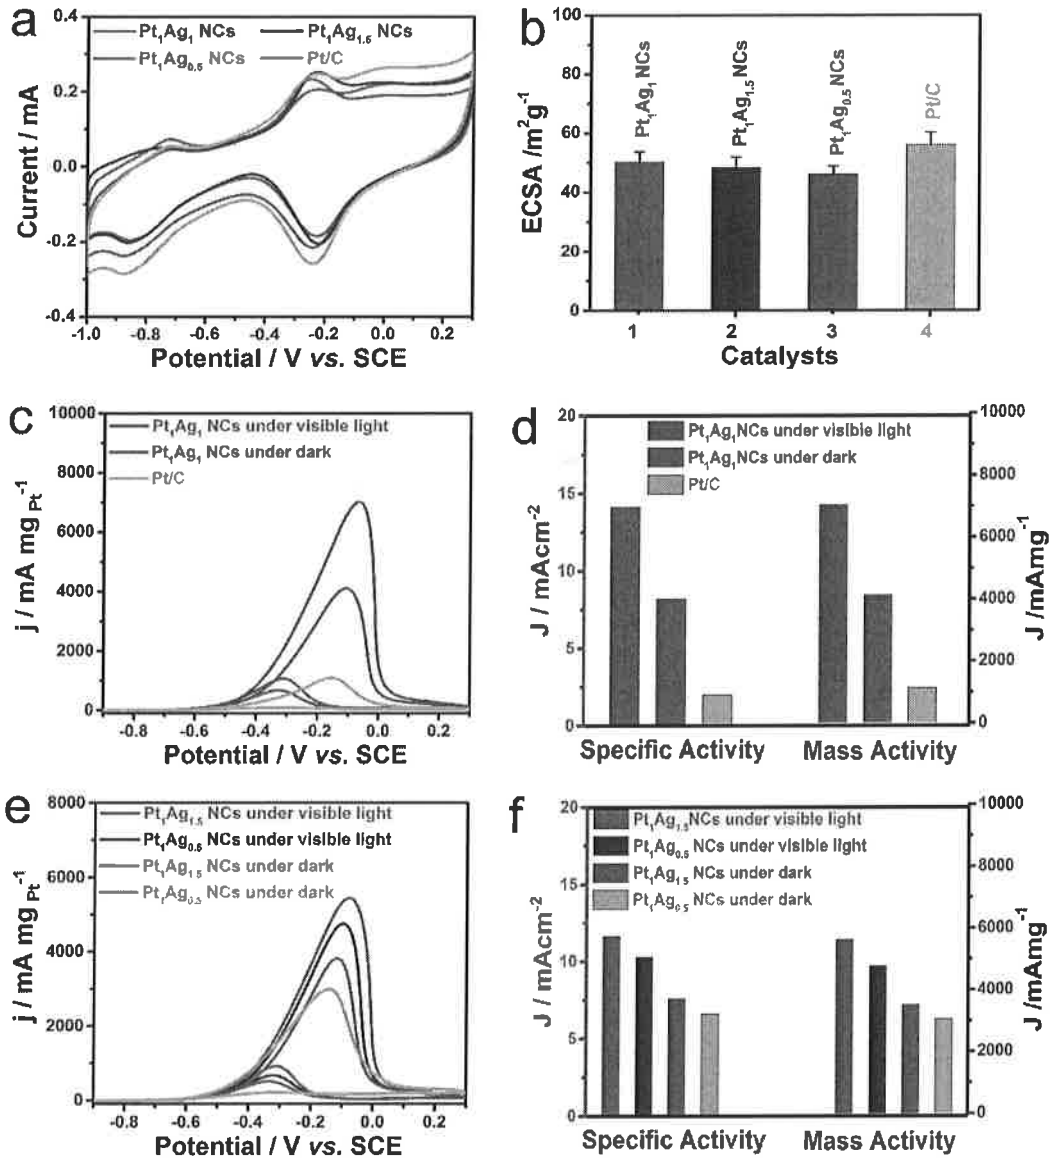 a
Pt₁Ag₁ NCs
Pt₁Ag₁.₅ NCs
Pt₁Ag₀.₅ NCs
Pt/C
0.4
0.2
0.0
-0.2
-0.4
Current / mA
-1.0 -0.8 -0.6 -0.4 -0.2 0.0 0.2
Potential / V vs. SCE
b
100
80
60
40
20
0
ECSA /m²g⁻¹
Pt₁Ag₁ NCs
Pt₁Ag₁.₅ NCs
Pt₁Ag₀.₅ NCs
Pt/C
1 2 3 4
Catalysts
c
Pt₁Ag₁ NCs under visible light
Pt₁Ag₁ NCs under dark
Pt/C
10000
8000
6000
4000
2000
0
j / mA mg Pt⁻¹
-0.8 -0.6 -0.4 -0.2 0.0 0.2
Potential / V vs. SCE
d
Pt₁Ag₁NCs under visible light
Pt₁Ag₁NCs under dark
Pt/C
20
15
10
5
0
J / mAcm⁻²
10000
8000
6000
4000
2000
0
J /mAmg⁻¹
Specific Activity Mass Activity
e
Pt₁Ag₁.₅ NCs under visible light
Pt₁Ag₀.₅ NCs under visible light
Pt₁Ag₁.₅ NCs under dark
Pt₁Ag₀.₅ NCs under dark
8000
6000
4000
2000
0
j / mA mg Pt⁻¹
-0.8 -0.6 -0.4 -0.2 0.0 0.2
Potential / V vs. SCE
f
Pt₁Ag₁.₅NCs under visible light
Pt₁Ag₀.₅ NCs under visible light
Pt₁Ag₁.₅ NCs under dark
Pt₁Ag₀.₅ NCs under dark
20
15
10
5
0
J / mAcm⁻²
10000
8000
6000
4000
2000
0
J /mAmg⁻¹
Specific Activity Mass Activity